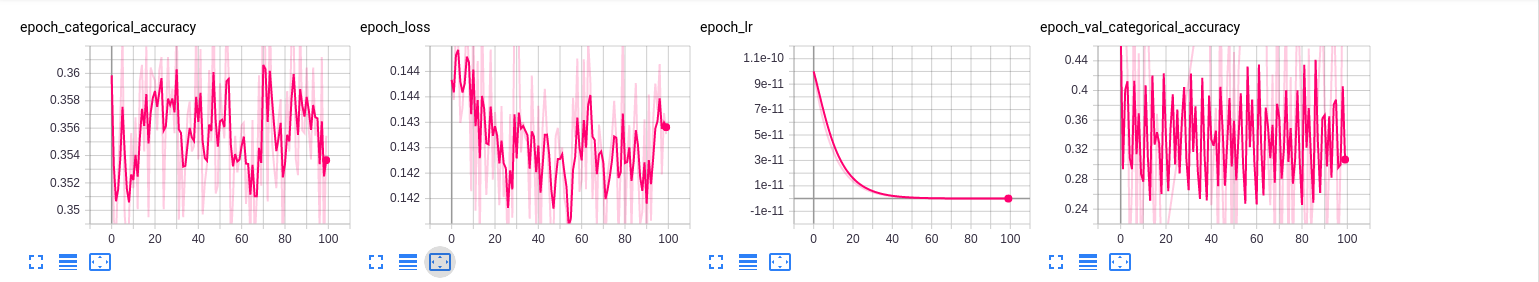 epoch_categorical_accuracy
0.36
0.358
0.356
0.354
0.352
0.35
0 20 40 60 80 100
epoch_loss
0.144
0.144
0.143
0.143
0.142
0.142
0 20 40 60 80 100
epoch_lr
1.1e-10
9e-11
7e-11
5e-11
3e-11
1e-11
-1e-11
0 20 40 60 80 100
epoch_val_categorical_accuracy
0.44
0.4
0.36
0.32
0.28
0.24
0 20 40 60 80 100